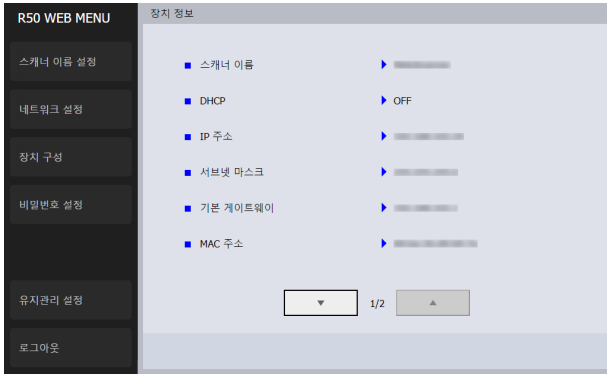 R50 WEB MENU
장치 정보
스캐너 이름 설정
네트워크 설정
장치 구성
비밀번호 설정
유지관리 설정
로그아웃
스캐너 이름
DHCP
OFF
IP 주소
서브넷 마스크
기본 게이트웨이
MAC 주소
1/2